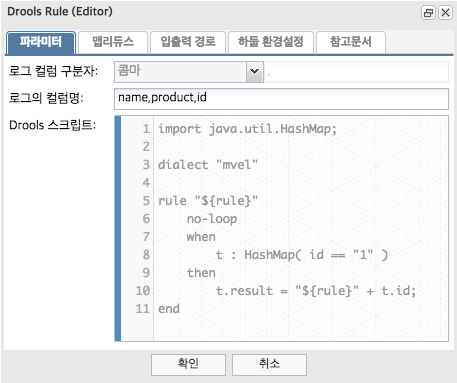 Drools Rule (Editor)
파라미터 맵리듀스 입출력 경로 하둡 환경설정 참고문서
로그 컬럼 구분자: 콤마 ,
로그의 컬럼명: name,product,id
Drools 스크립트:
1 import java.util.HashMap;
2
3 dialect "mvel"
4
5 rule "${rule}"
6     no-loop
7     when
8         t : HashMap( id == "1" )
9     then
10         t.result = "${rule}" + t.id;
11 end
확인 취소